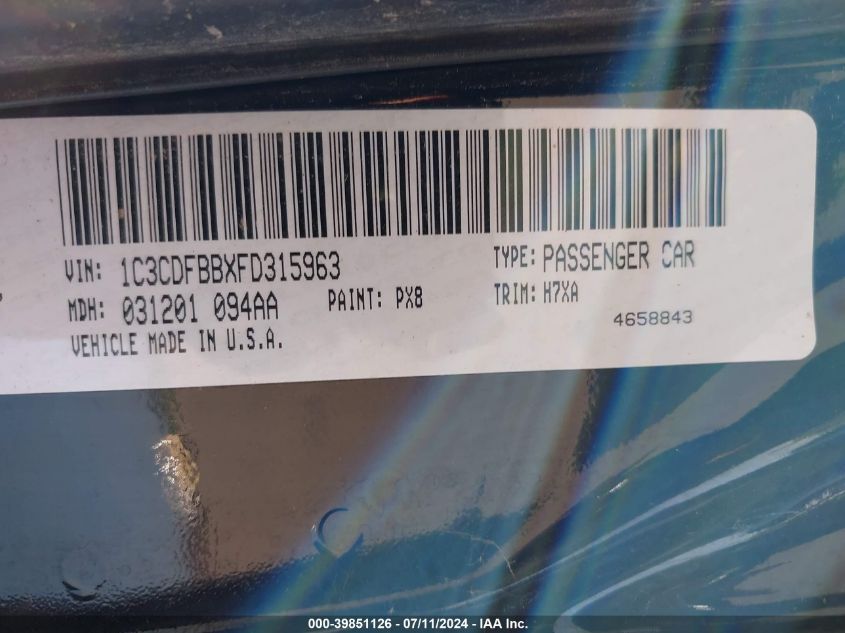 VIN: 1C3CDFBBXFD315963 TYPE: PASSENGER CAR
MDH: 031201 094AA PAINT: PX8 TRIM: H7XA
VEHICLE MADE IN U.S.A. 4658843
000-39851126 - 07/11/2024 - IAA Inc.